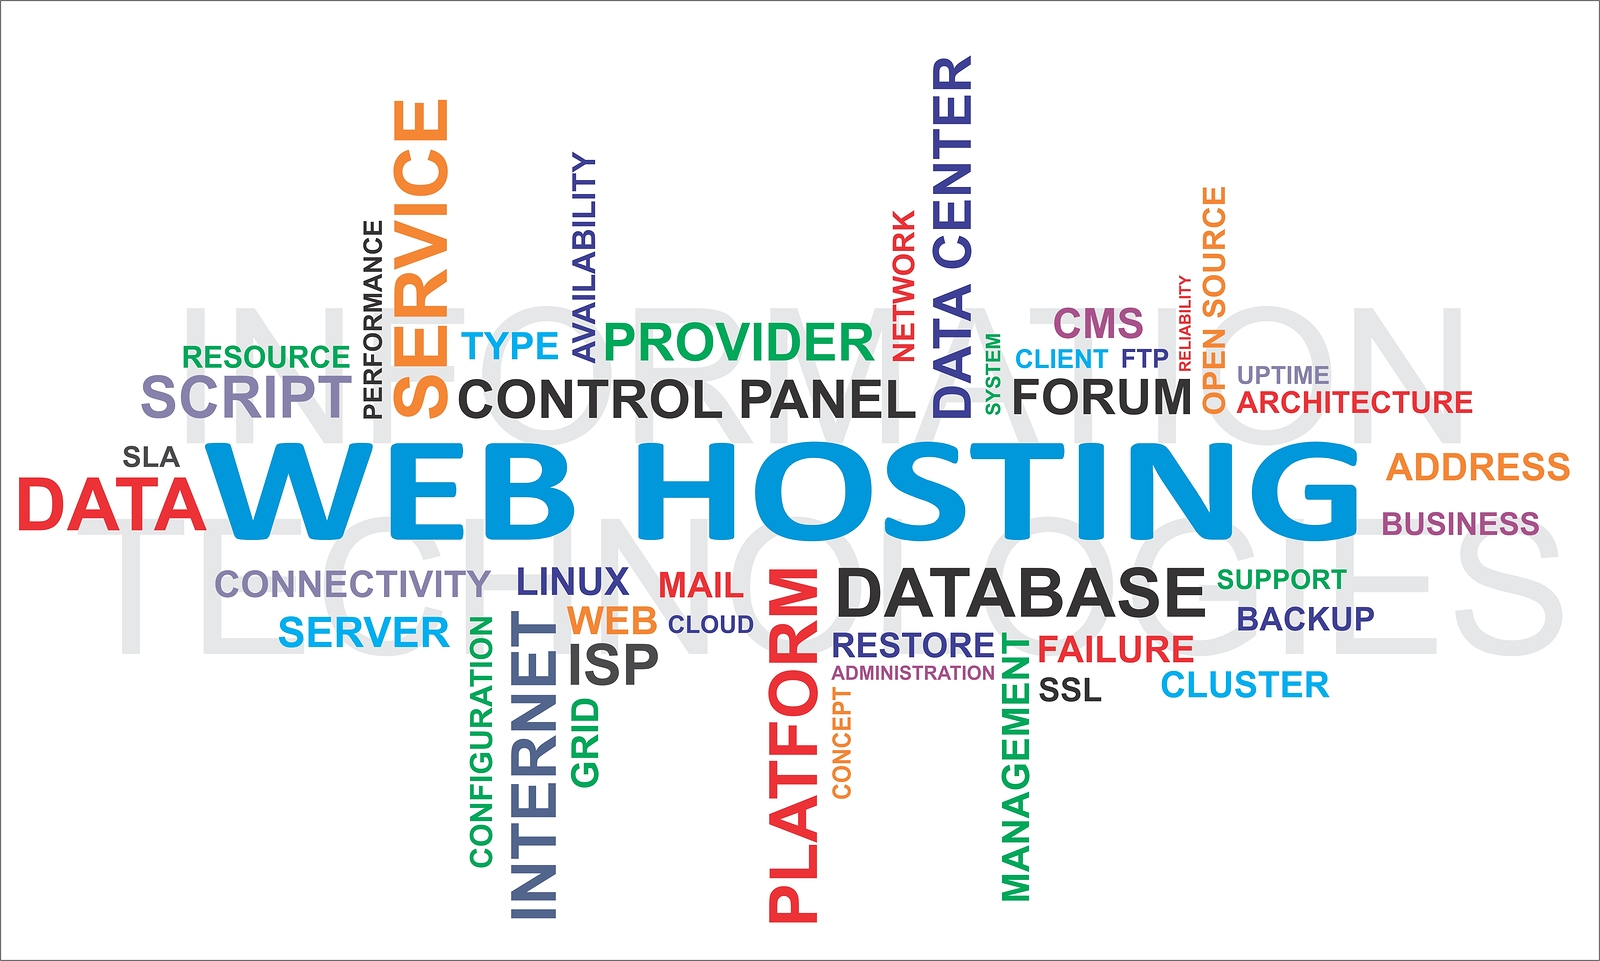 INFORMATION
TECHNOLOGIES
DATA CENTER
SERVICE
AVAILABILITY
OPEN SOURCE
NETWORK
PERFORMANCE
RELIABILITY
CMS
TYPE
PROVIDER
SYSTEM
RESOURCE
CLIENT
FTP
UPTIME
SCRIPT
CONTROL PANEL
FORUM
ARCHITECTURE
SLA
DATA
WEB HOSTING
ADDRESS
BUSINESS
CONNECTIVITY
LINUX
MAIL
PLATFORM
DATABASE
SUPPORT
SERVER
WEB
CLOUD
BACKUP
CONFIGURATION
INTERNET
ISP
RESTORE
FAILURE
ADMINISTRATION
MANAGEMENT
SSL
CLUSTER
GRID
CONCEPT